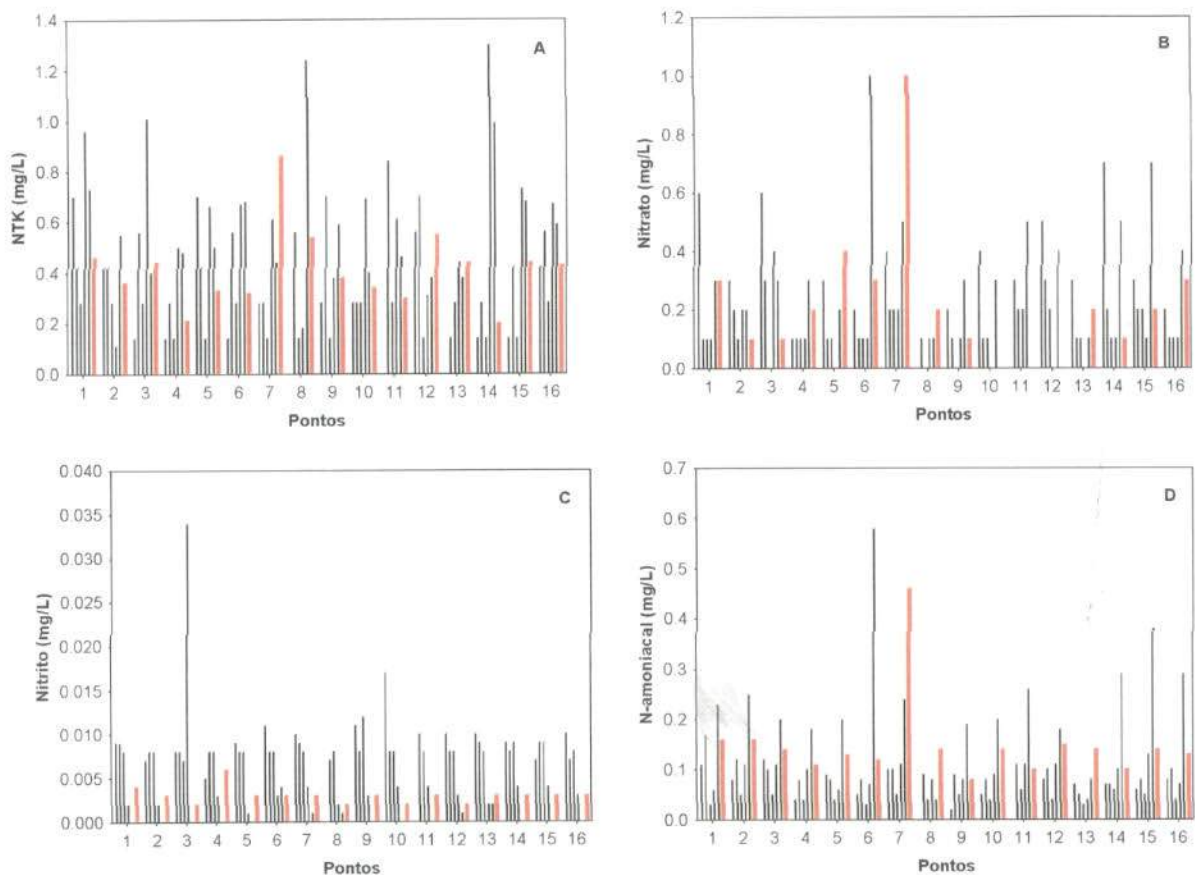 A
NTK (mg/L)
1.4
1.2
1.0
0.8
0.6
0.4
0.2
0.0
1 2 3 4 5 6 7 8 9 10 11 12 13 14 15 16
Pontos
B
Nitrato (mg/L)
1.2
1.0
0.8
0.6
0.4
0.2
0.0
1 2 3 4 5 6 7 8 9 10 11 12 13 14 15 16
Pontos
C
Nitrito (mg/L)
0.040
0.035
0.030
0.025
0.020
0.015
0.010
0.005
0.000
1 2 3 4 5 6 7 8 9 10 11 12 13 14 15 16
Pontos
D
N-amoniacal (mg/L)
0.7
0.6
0.5
0.4
0.3
0.2
0.1
0.0
1 2 3 4 5 6 7 8 9 10 11 12 13 14 15 16
Pontos